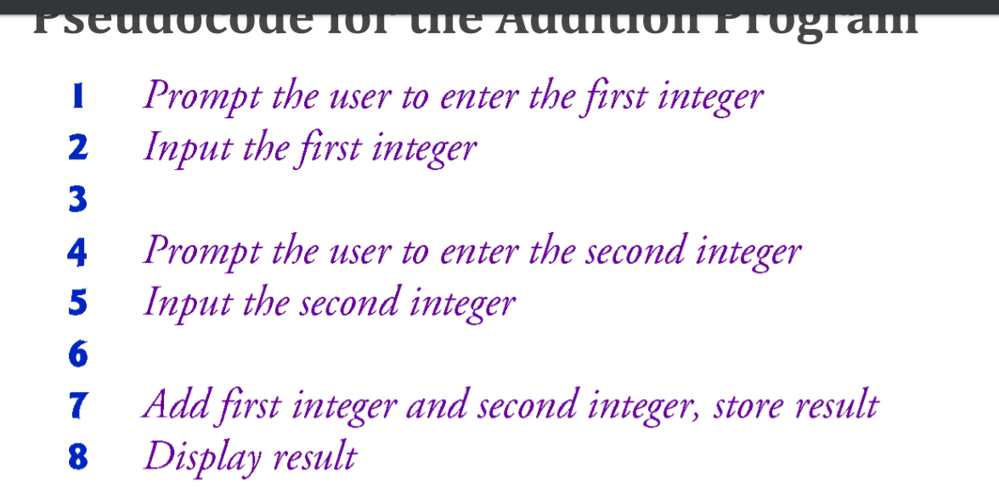 Pseudocode for the Addition Program
1 Prompt the user to enter the first integer
2 Input the first integer
3
4 Prompt the user to enter the second integer
5 Input the second integer
6
7 Add first integer and second integer, store result
8 Display result